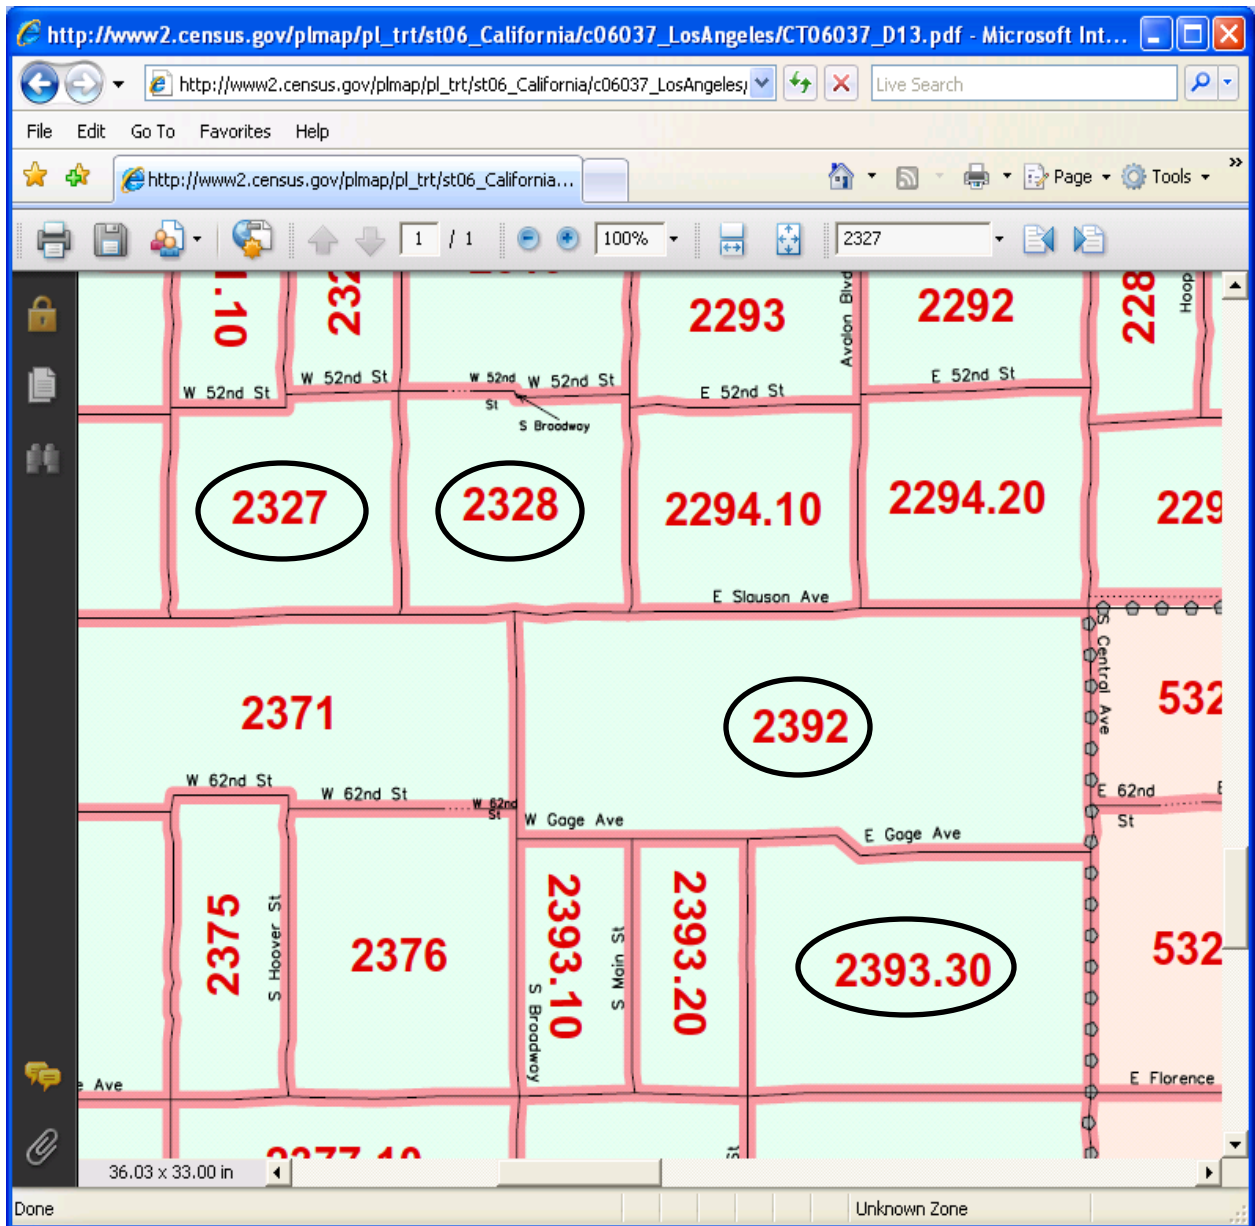 http://www2.census.gov/plmap/pl_trt/st06_California/c06037_LosAngeles/CT06037_D13.pdf - Microsoft Int...
http://www2.census.gov/plmap/pl_trt/st06_California/c06037_LosAngeles/
Live Search
File Edit Go To Favorites Help
http://www2.census.gov/plmap/pl_trt/st06_California...
Page Tools
1 / 1 100% 2327
1.10
232
2293
Avalon Blvd
2292
228
Hoop
W 52nd St
W 52nd St
W 52nd St
W 52nd St
S Broadway
E 52nd St
E 52nd St
2327
2328
2294.10
2294.20
229
E Slauson Ave
S Central Ave
2371
2392
532
W 62nd St
W 62nd St
W 62nd St
E 62nd St
W Gage Ave
E Gage Ave
2375
S Hoover St
2376
2393.10
S Broadway
S Main St
2393.20
2393.30
532
e Ave
E Florence
2377.10
St
36.03 x 33.00 in
Done
Unknown Zone